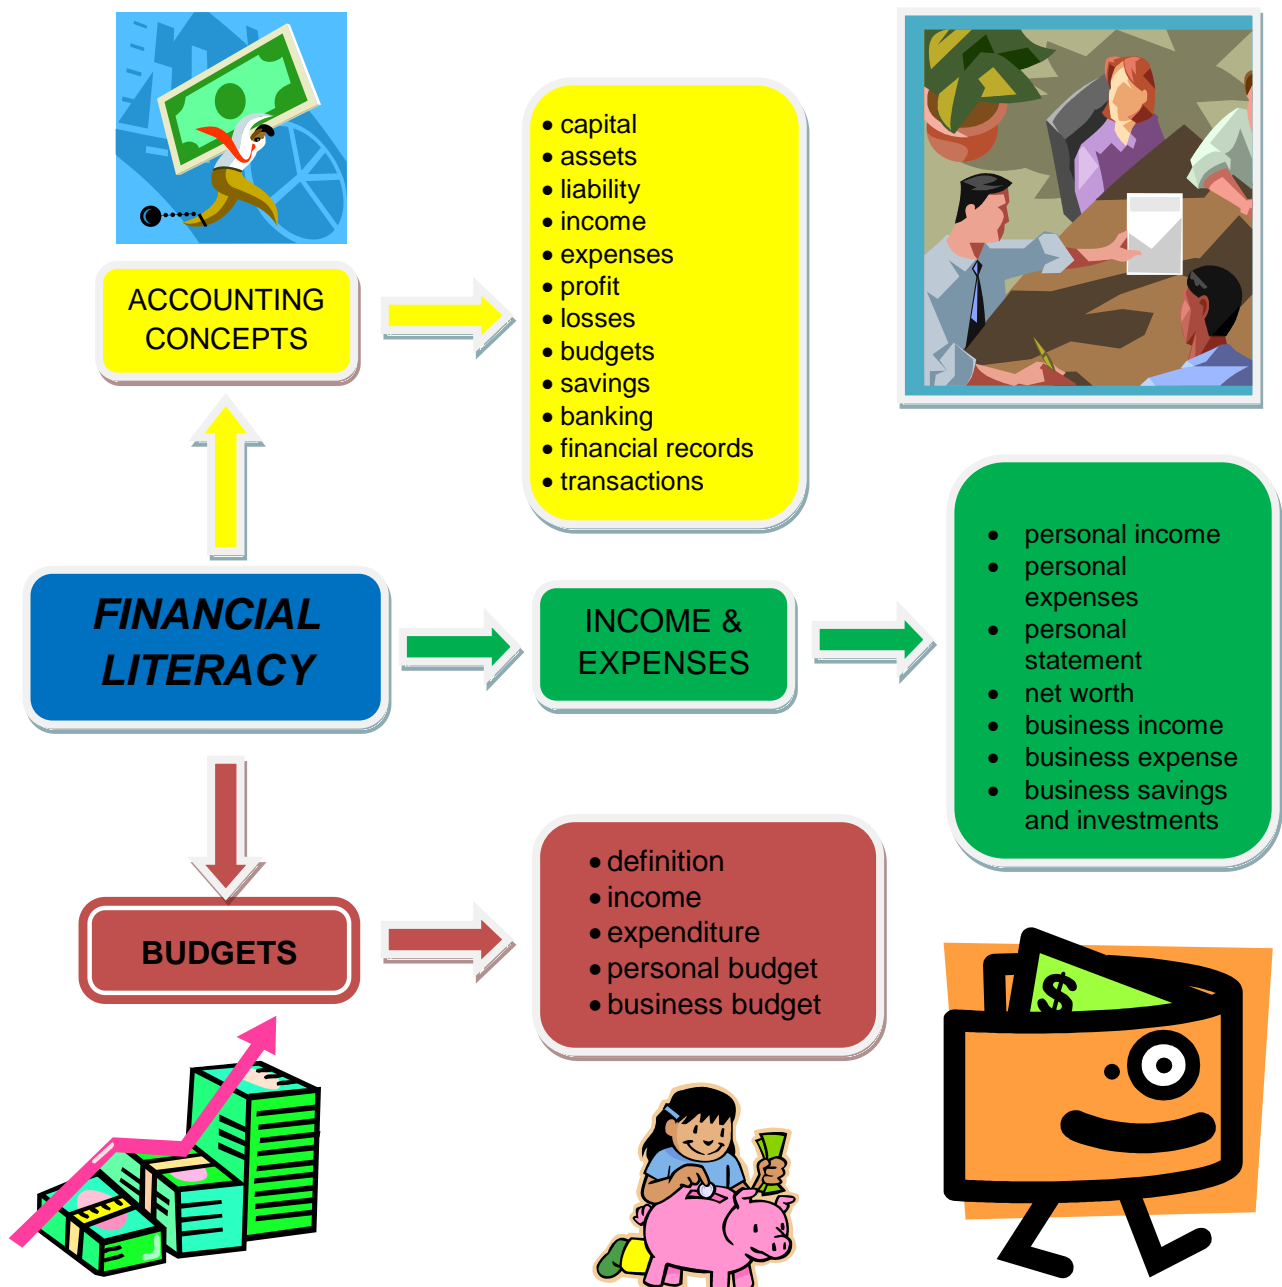 ACCOUNTING
CONCEPTS
• capital
• assets
• liability
• income
• expenses
• profit
• losses
• budgets
• savings
• banking
• financial records
• transactions
FINANCIAL
LITERACY
INCOME &
EXPENSES
• personal income
• personal
expenses
• personal
statement
• net worth
• business income
• business expense
• business savings
and investments
BUDGETS
• definition
• income
• expenditure
• personal budget
• business budget
$